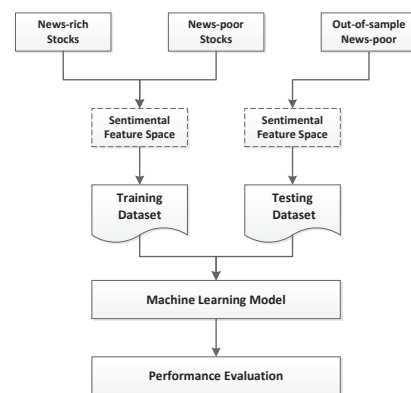 News-rich
Stocks
News-poor
Stocks
Out-of-sample
News-poor
Sentimental
Feature Space
Sentimental
Feature Space
Training
Dataset
Testing
Dataset
Machine Learning Model
Performance Evaluation